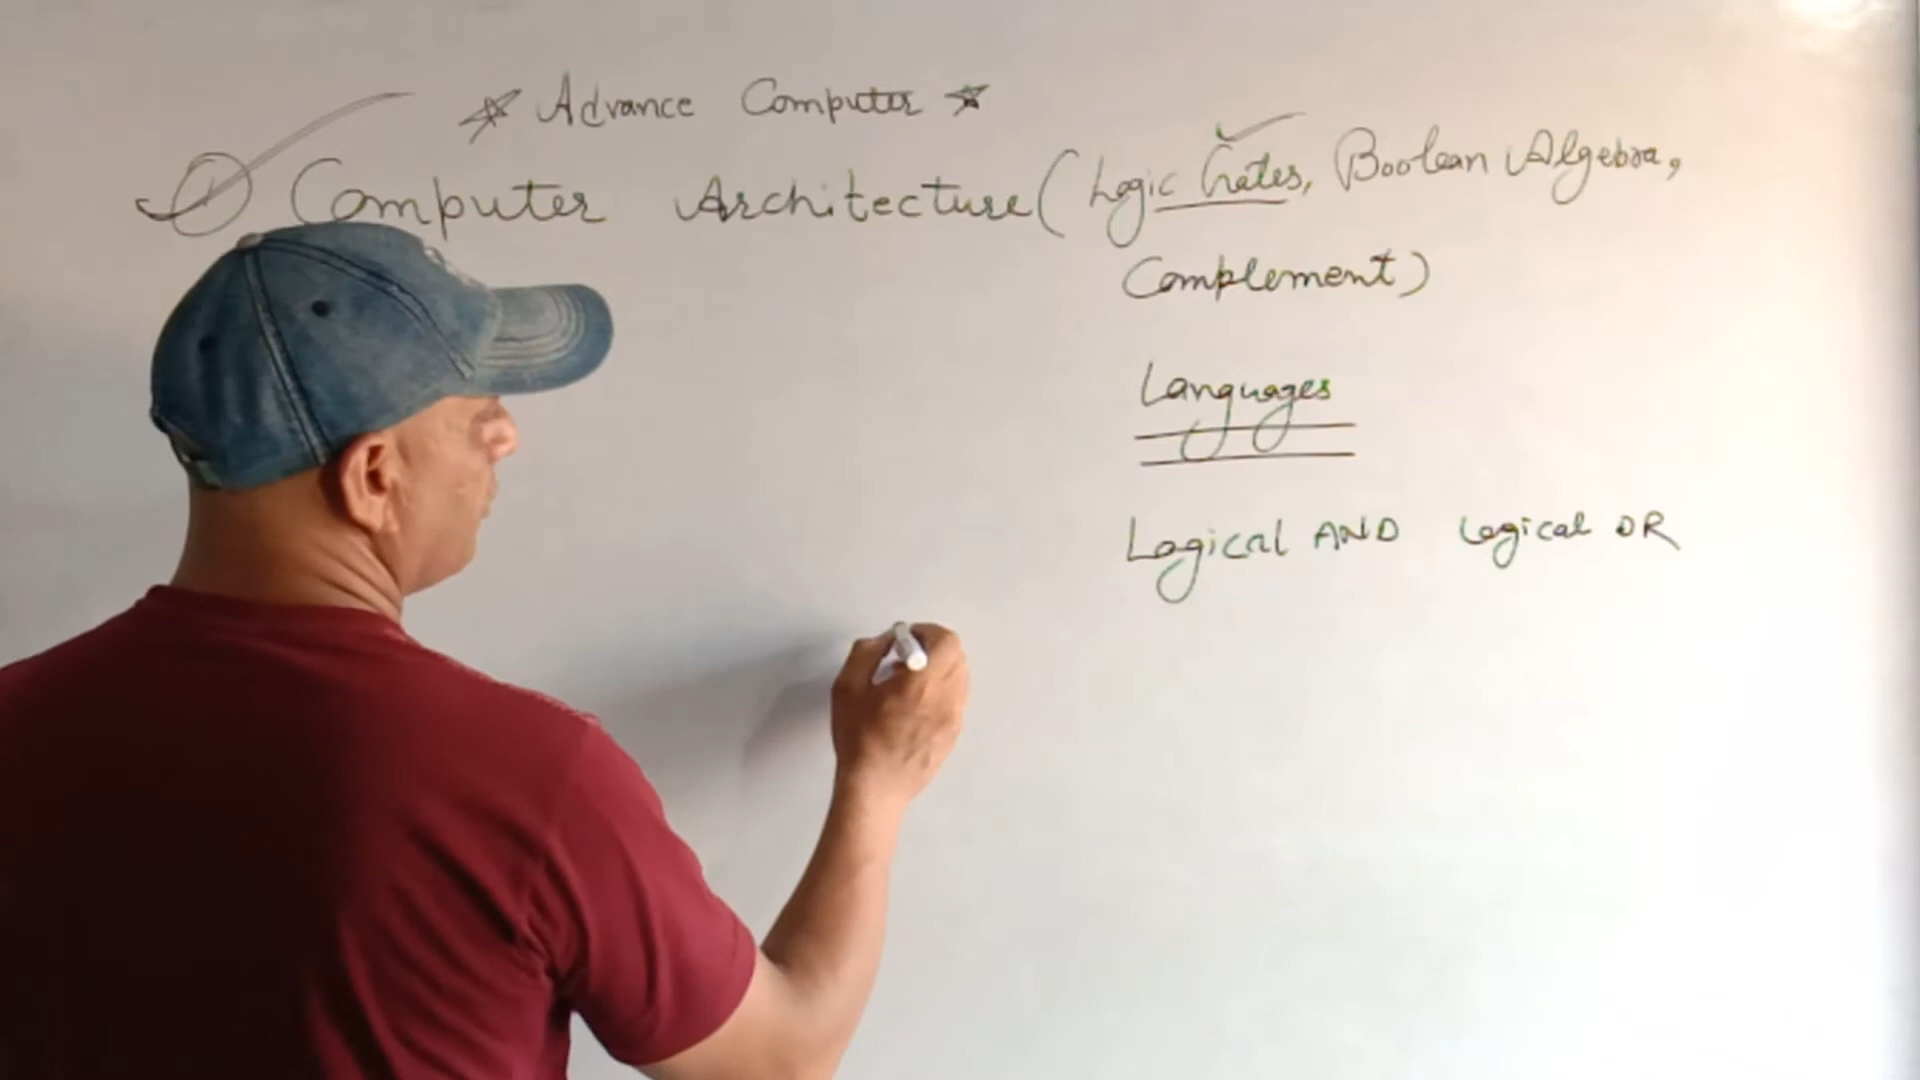 ☆ Advance Computer ☆
① Computer Architecture (Logic Gates, Boolean Algebra,
Complement)
Languages
Logical AND Logical OR